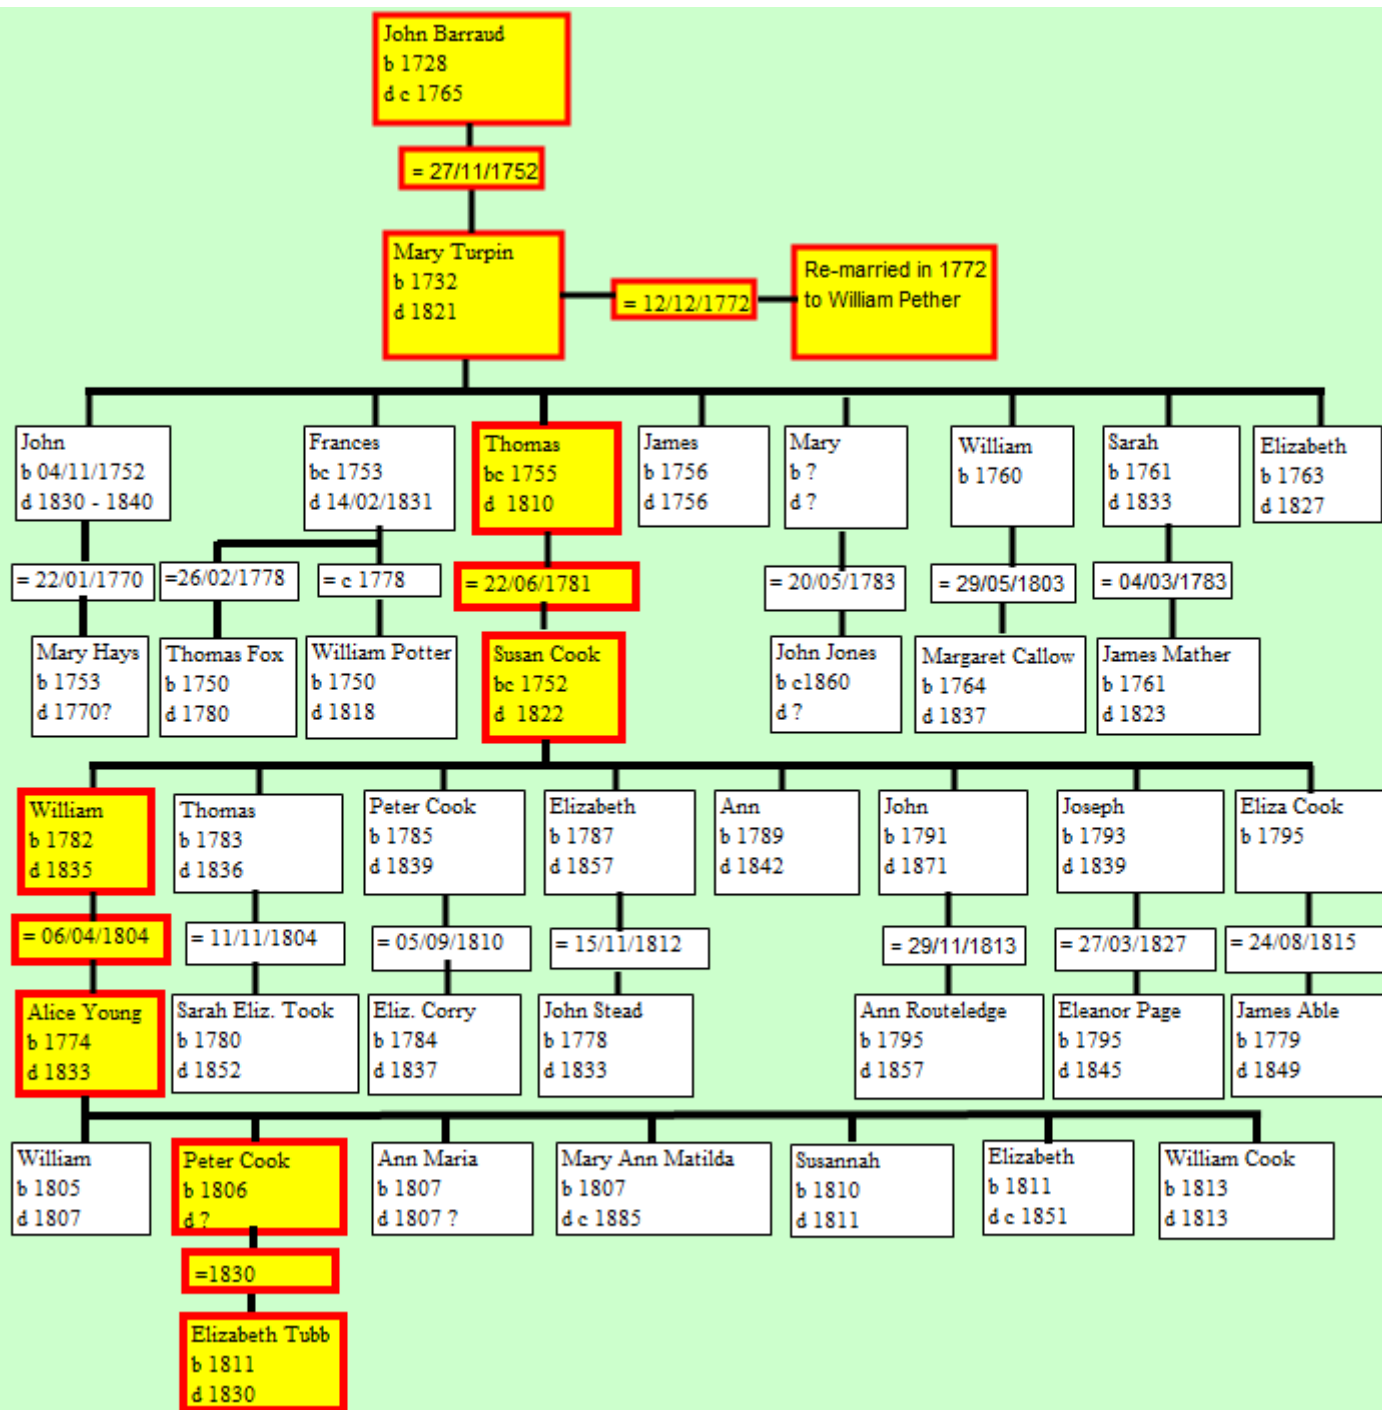 John Barraud
b 1728
d c 1765
= 27/11/1752
Mary Turpin
b 1732
d 1821
= 12/12/1772
Re-married in 1772
to William Pether
John
b 04/11/1752
d 1830 - 1840
Frances
bc 1753
d 14/02/1831
Thomas
bc 1755
d 1810
James
b 1756
d 1756
Mary
b ?
d ?
William
b 1760
Sarah
b 1761
d 1833
Elizabeth
b 1763
d 1827
= 22/01/1770
=26/02/1778
= c 1778
= 22/06/1781
= 20/05/1783
= 29/05/1803
= 04/03/1783
Mary Hays
b 1753
d 1770?
Thomas Fox
b 1750
d 1780
William Potter
b 1750
d 1818
Susan Cook
bc 1752
d 1822
John Jones
b c1860
d ?
Margaret Callow
b 1764
d 1837
James Mather
b 1761
d 1823
William
b 1782
d 1835
Thomas
b 1783
d 1836
Peter Cook
b 1785
d 1839
Elizabeth
b 1787
d 1857
Ann
b 1789
d 1842
John
b 1791
d 1871
Joseph
b 1793
d 1839
Eliza Cook
b 1795
= 06/04/1804
= 11/11/1804
= 05/09/1810
= 15/11/1812
= 29/11/1813
= 27/03/1827
= 24/08/1815
Alice Young
b 1774
d 1833
Sarah Eliz. Took
b 1780
d 1852
Eliz. Corry
b 1784
d 1837
John Stead
b 1778
d 1833
Ann Routeledge
b 1795
d 1857
Eleanor Page
b 1795
d 1845
James Able
b 1779
d 1849
William
b 1805
d 1807
Peter Cook
b 1806
d ?
Ann Maria
b 1807
d 1807 ?
Mary Ann Matilda
b 1807
d c 1885
Susannah
b 1810
d 1811
Elizabeth
b 1811
d c 1851
William Cook
b 1813
d 1813
=1830
Elizabeth Tubb
b 1811
d 1830